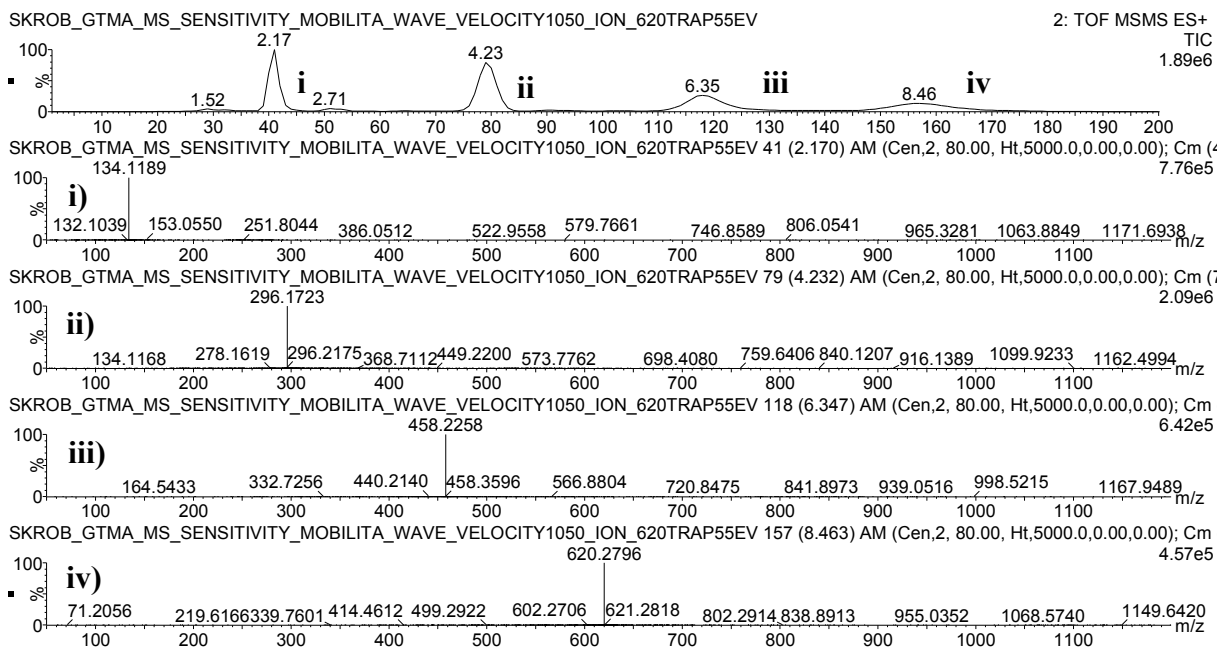 SKROB_GTMA_MS_SENSITIVITY_MOBILITA_WAVE_VELOCITY1050_ION_620TRAP55EV 2: TOF MSMS ES+
TIC
1.89e6
100
%
0
1.52 2.17 2.71 4.23 6.35 8.46
i ii iii iv
10 20 30 40 50 60 70 80 90 100 110 120 130 140 150 160 170 180 190 200
SKROB_GTMA_MS_SENSITIVITY_MOBILITA_WAVE_VELOCITY1050_ION_620TRAP55EV 41 (2.170) AM (Cen,2, 80.00, Ht,5000.0,0.00,0.00); Cm (4
7.76e5
100
%
0
i)
134.1189
132.1039 153.0550 251.8044 386.0512 522.9558 579.7661 746.8589 806.0541 965.3281 1063.8849 1171.6938
m/z
100 200 300 400 500 600 700 800 900 1000 1100
SKROB_GTMA_MS_SENSITIVITY_MOBILITA_WAVE_VELOCITY1050_ION_620TRAP55EV 79 (4.232) AM (Cen,2, 80.00, Ht,5000.0,0.00,0.00); Cm (7
2.09e6
100
%
0
ii)
296.1723
134.1168 278.1619 296.2175 368.7112 449.2200 573.7762 698.4080 759.6406 840.1207 916.1389 1099.9233 1162.4994
m/z
100 200 300 400 500 600 700 800 900 1000 1100
SKROB_GTMA_MS_SENSITIVITY_MOBILITA_WAVE_VELOCITY1050_ION_620TRAP55EV 118 (6.347) AM (Cen,2, 80.00, Ht,5000.0,0.00,0.00); Cm
6.42e5
100
%
0
iii)
458.2258
164.5433 332.7256 440.2140 458.3596 566.8804 720.8475 841.8973 939.0516 998.5215 1167.9489
m/z
100 200 300 400 500 600 700 800 900 1000 1100
SKROB_GTMA_MS_SENSITIVITY_MOBILITA_WAVE_VELOCITY1050_ION_620TRAP55EV 157 (8.463) AM (Cen,2, 80.00, Ht,5000.0,0.00,0.00); Cm
4.57e5
100
%
0
iv)
620.2796
71.2056 219.6166 339.7601 414.4612 499.2922 602.2706 621.2818 802.2914 838.8913 955.0352 1068.5740 1149.6420
m/z
100 200 300 400 500 600 700 800 900 1000 1100